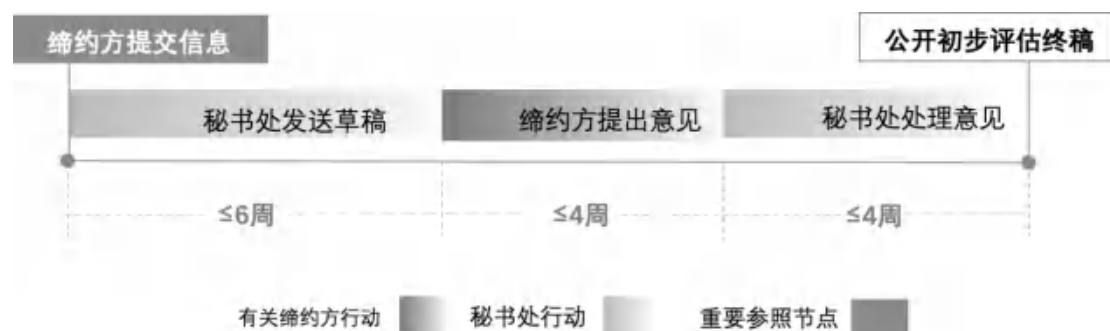 缔约方提交信息
公开初步评估终稿
秘书处发送草稿
缔约方提出意见
秘书处处理意见
≤6周
≤4周
≤4周
有关缔约方行动
秘书处行动
重要参照节点